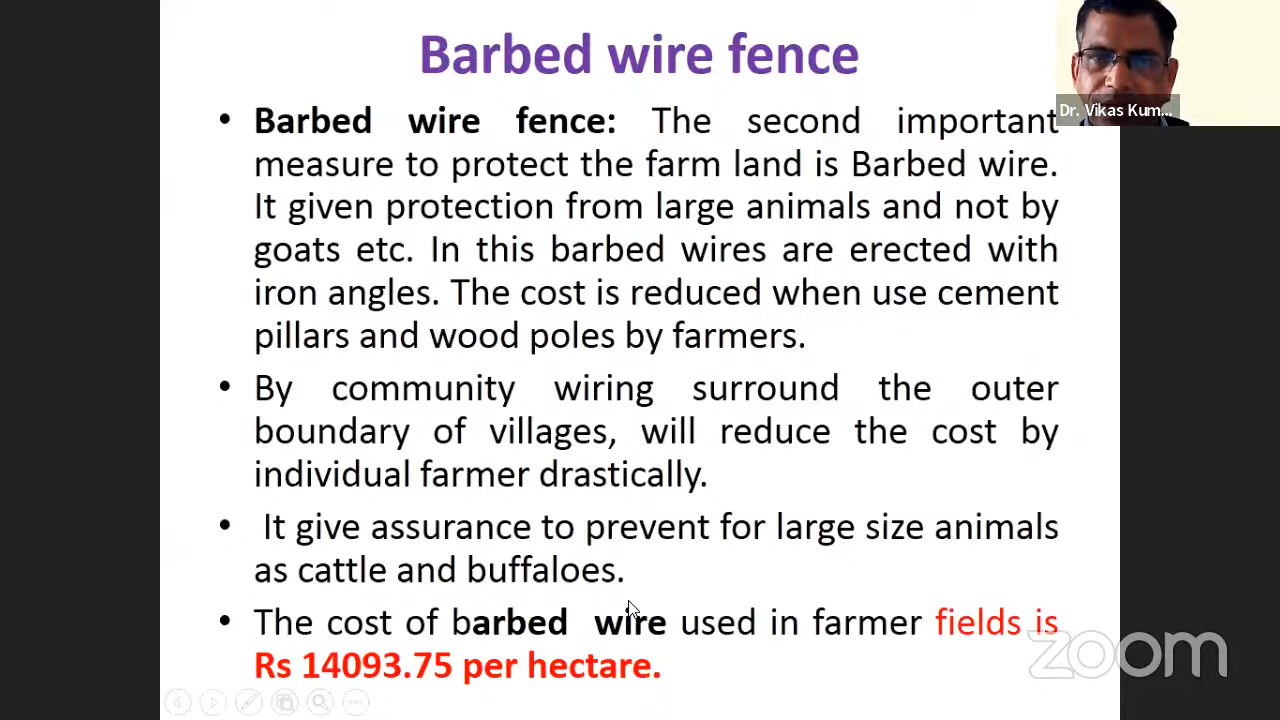 Barbed wire fence
Dr. Vikas Kum...
• Barbed wire fence: The second important
measure to protect the farm land is Barbed wire.
It given protection from large animals and not by
goats etc. In this barbed wires are erected with
iron angles. The cost is reduced when use cement
pillars and wood poles by farmers.
• By community wiring surround the outer
boundary of villages, will reduce the cost by
individual farmer drastically.
• It give assurance to prevent for large size animals
as cattle and buffaloes.
• The cost of barbed wire used in farmer fields is
Rs 14093.75 per hectare.
zoom